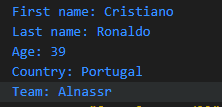 First name: Cristiano
Last name: Ronaldo
Age: 39
Country: Portugal
Team: Alnassr